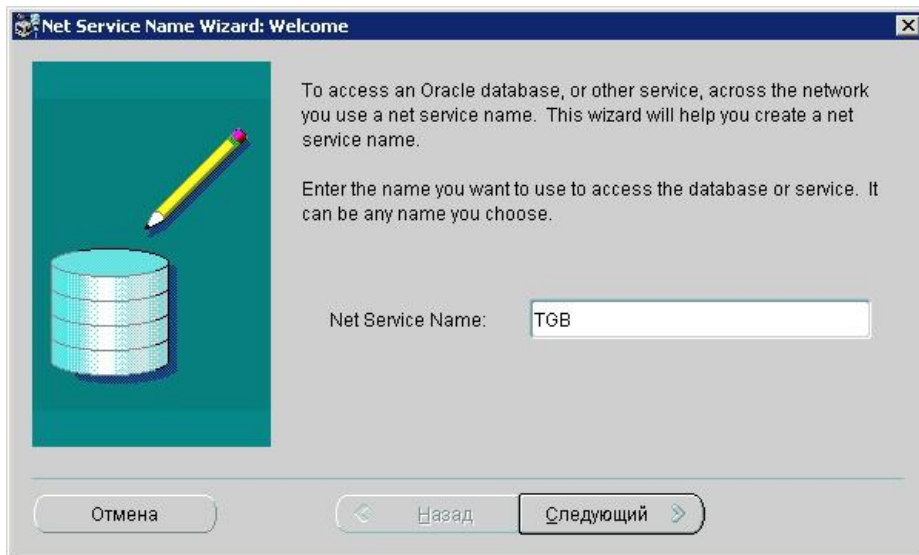 Net Service Name Wizard: Welcome
To access an Oracle database, or other service, across the network
you use a net service name. This wizard will help you create a net
service name.
Enter the name you want to use to access the database or service. It
can be any name you choose.
Net Service Name: TGB
Отмена Назад Следующий